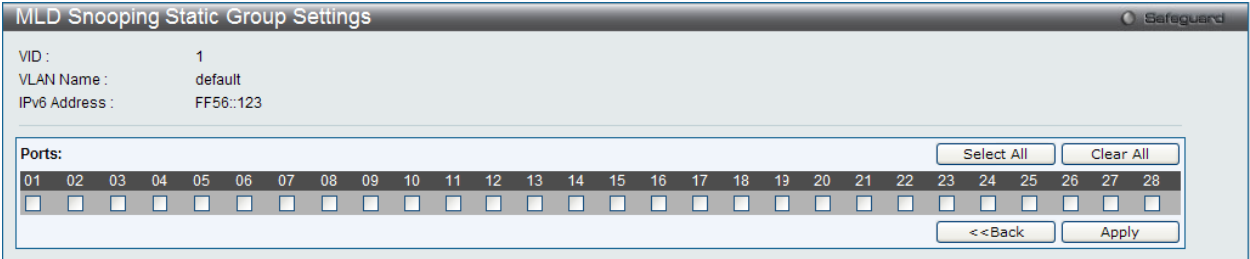 MLD Snooping Static Group Settings Safeguard
VID : 1
VLAN Name : default
IPv6 Address : FF56::123
Ports: Select All Clear All
01 02 03 04 05 06 07 08 09 10 11 12 13 14 15 16 17 18 19 20 21 22 23 24 25 26 27 28
<<Back Apply